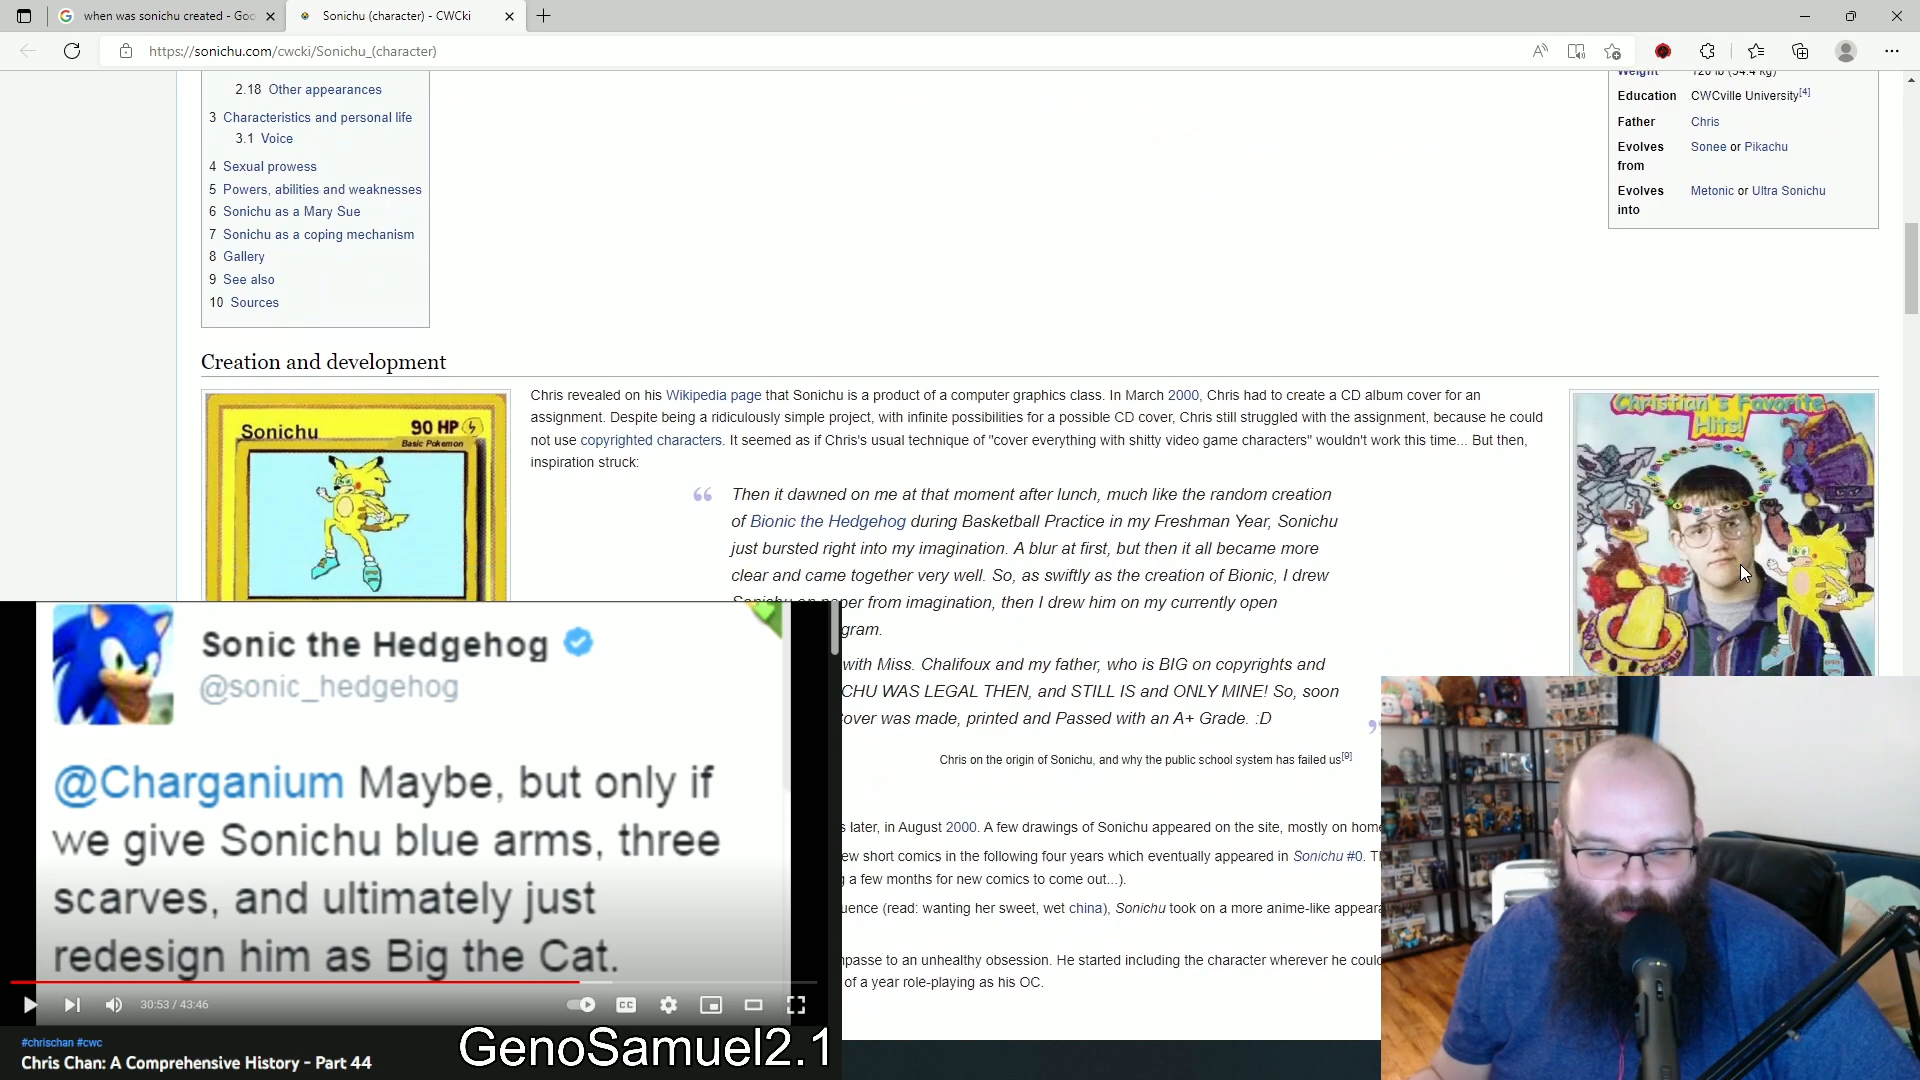 when was sonichu created - Goo
Sonichu (character) - CWCki
https://sonichu.com/cwcki/Sonichu_(character)
2.18 Other appearances
3 Characteristics and personal life
3.1 Voice
4 Sexual prowess
5 Powers, abilities and weaknesses
6 Sonichu as a Mary Sue
7 Sonichu as a coping mechanism
8 Gallery
9 See also
10 Sources
Weight 120 lb (54.4 kg)
Education CWCville University[4]
Father Chris
Evolves from Sonee or Pikachu
Evolves into Metonic or Ultra Sonichu
Creation and development
Sonichu 90 HP
Basic Pokemon
Chris revealed on his Wikipedia page that Sonichu is a product of a computer graphics class. In March 2000, Chris had to create a CD album cover for an
assignment. Despite being a ridiculously simple project, with infinite possibilities for a possible CD cover, Chris still struggled with the assignment, because he could
not use copyrighted characters. It seemed as if Chris's usual technique of "cover everything with shitty video game characters" wouldn't work this time... But then,
inspiration struck:
“ Then it dawned on me at that moment after lunch, much like the random creation
of Bionic the Hedgehog during Basketball Practice in my Freshman Year, Sonichu
just bursted right into my imagination. A blur at first, but then it all became more
clear and came together very well. So, as swiftly as the creation of Bionic, I drew
Sonichu on paper from imagination, then I drew him on my currently open
gram.
with Miss. Chalifoux and my father, who is BIG on copyrights and
CHU WAS LEGAL THEN, and STILL IS and ONLY MINE! So, soon
over was made, printed and Passed with an A+ Grade. :D ”
Chris on the origin of Sonichu, and why the public school system has failed us[9]
s later, in August 2000. A few drawings of Sonichu appeared on the site, mostly on home
ew short comics in the following four years which eventually appeared in Sonichu #0. Th
g a few months for new comics to come out...).
uence (read: wanting her sweet, wet china), Sonichu took on a more anime-like appeara
mpasse to an unhealthy obsession. He started including the character wherever he could
of a year role-playing as his OC.
Christian's Favorite
Hits!
Sonic the Hedgehog
@sonic_hedgehog
@Charganium Maybe, but only if
we give Sonichu blue arms, three
scarves, and ultimately just
redesign him as Big the Cat.
30:53 / 43:46
CC
#chrischan #cwc
Chris Chan: A Comprehensive History - Part 44
GenoSamuel2.1